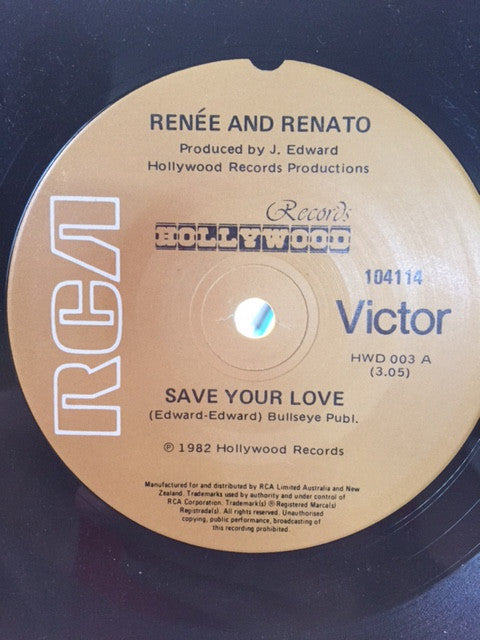 RENÉE AND RENATO
Produced by J. Edward
Hollywood Records Productions
Records
HOLLYWOOD
RCA
104114
Victor
HWD 003 A
(3.05)
SAVE YOUR LOVE
(Edward-Edward) Bullseye Publ.
℗ 1982 Hollywood Records
Manufactured for and distributed by RCA Limited Australia and New
Zealand. Trademarks used by authority and under control of
RCA Corporation. Trademark(s) ® Registered Marca(s)
Registrada(s). All rights reserved. Unauthorised
copying, public performance, broadcasting of
this recording prohibited.